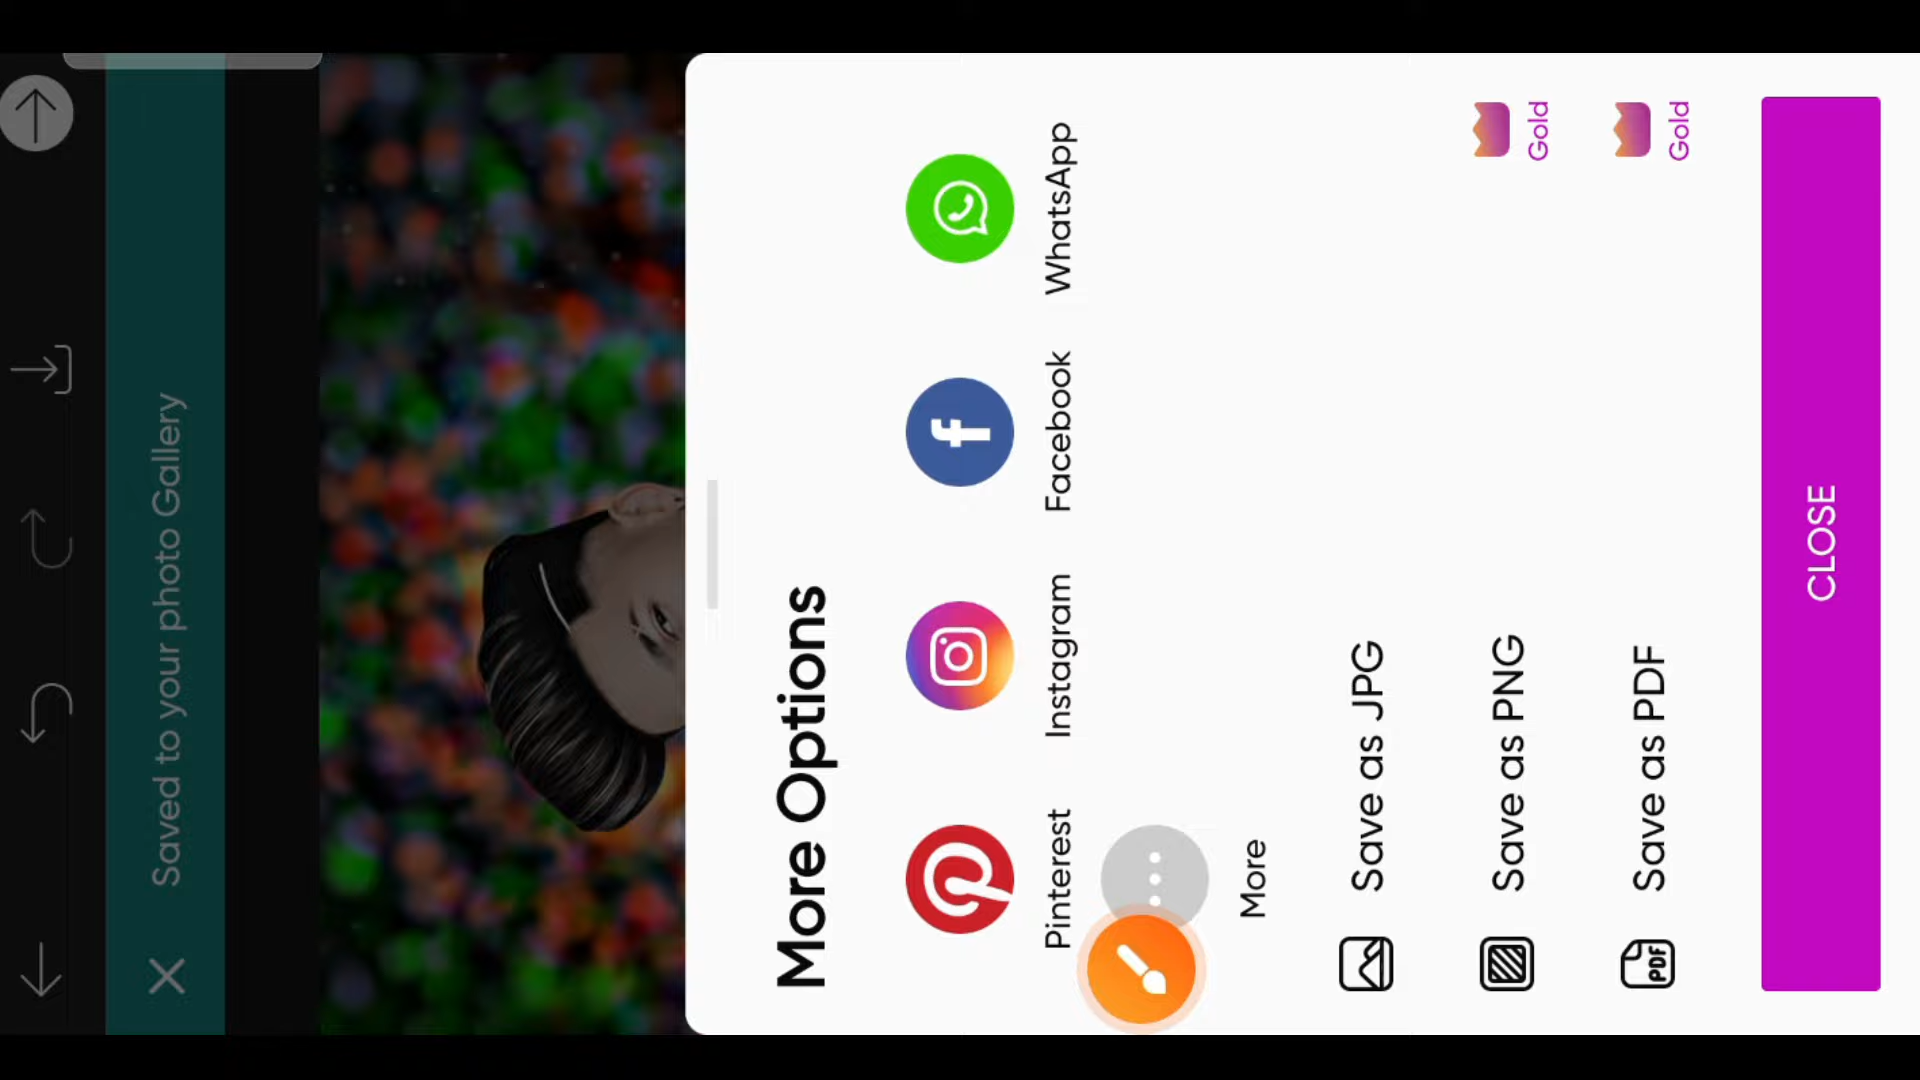 Saved to your photo Gallery
More Options
Pinterest
Instagram
Facebook
WhatsApp
More
Save as JPG
Save as PNG
Gold
Save as PDF
PDF
Gold
CLOSE